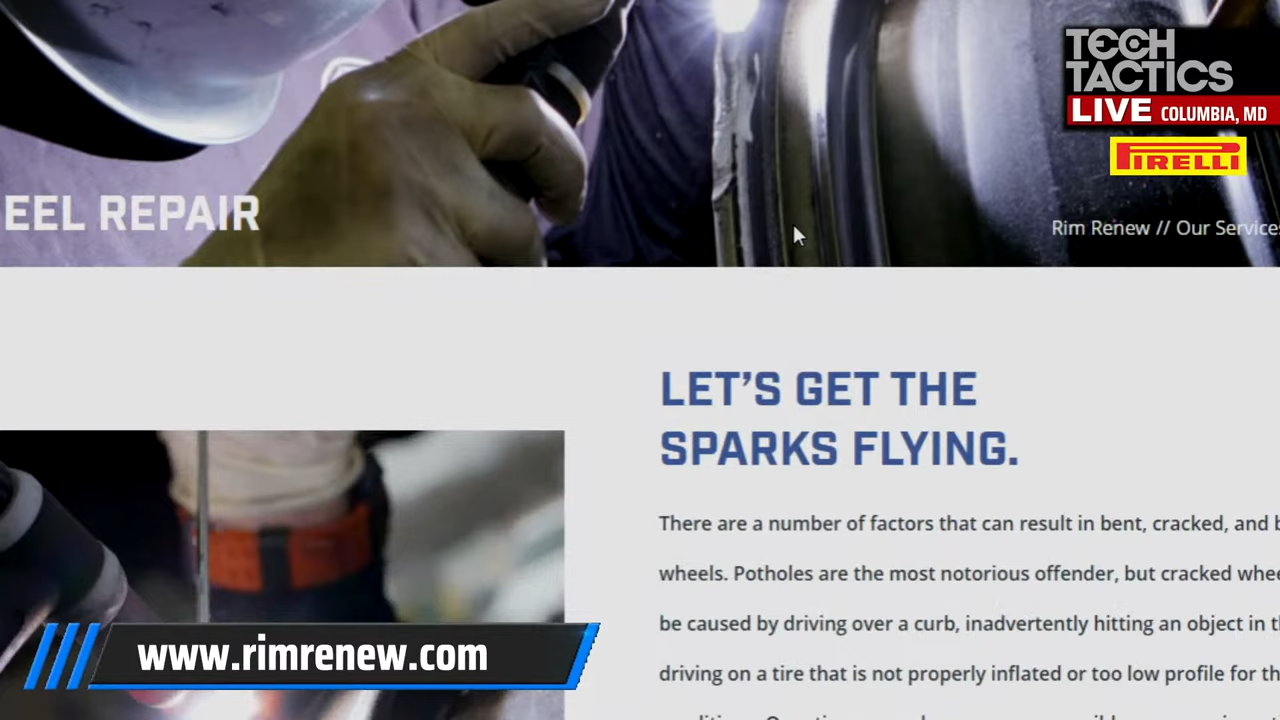 TECH
TACTICS
LIVE COLUMBIA, MD
PIRELLI
EEL REPAIR
Rim Renew // Our Services
LET'S GET THE
SPARKS FLYING.
There are a number of factors that can result in bent, cracked, and b
wheels. Potholes are the most notorious offender, but cracked whee
be caused by driving over a curb, inadvertently hitting an object in th
driving on a tire that is not properly inflated or too low profile for th
www.rimrenew.com